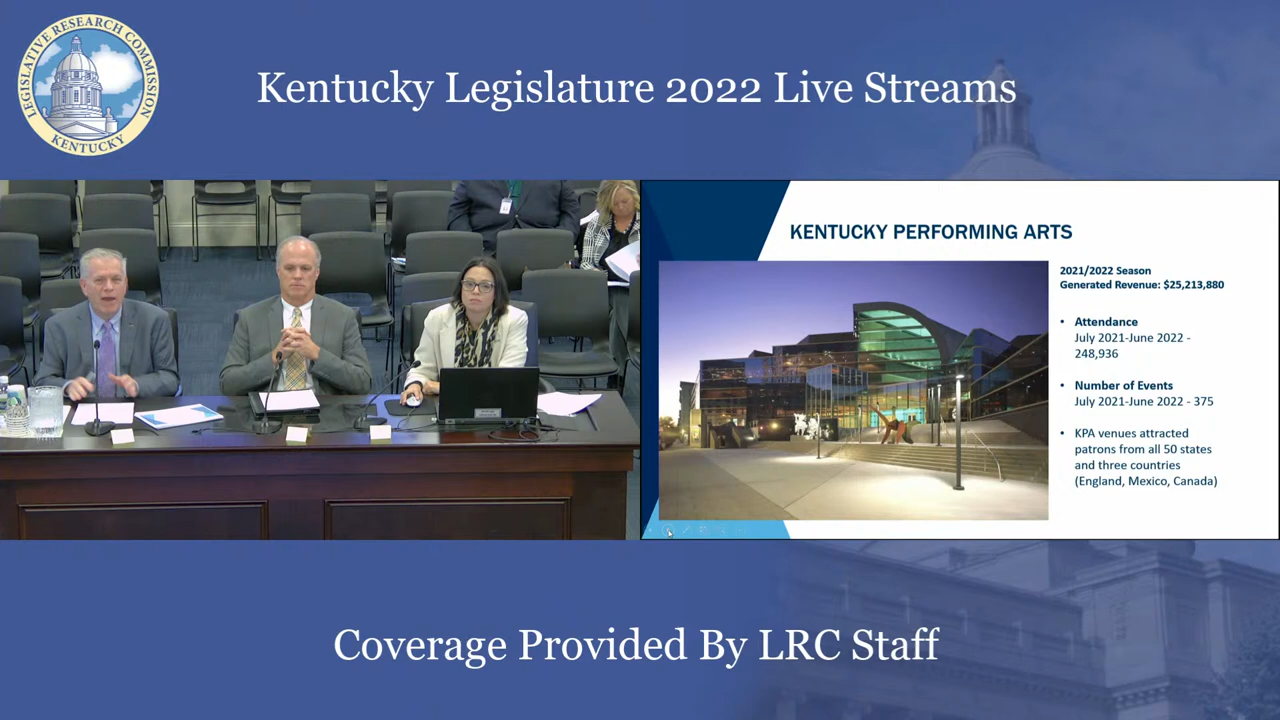 LEGISLATIVE RESEARCH COMMISSION
KENTUCKY
Kentucky Legislature 2022 Live Streams
KENTUCKY PERFORMING ARTS
2021/2022 Season
Generated Revenue: $25,213,880
• Attendance
July 2021-June 2022 -
248,936
• Number of Events
July 2021-June 2022 - 375
• KPA venues attracted
patrons from all 50 states
and three countries
(England, Mexico, Canada)
Coverage Provided By LRC Staff